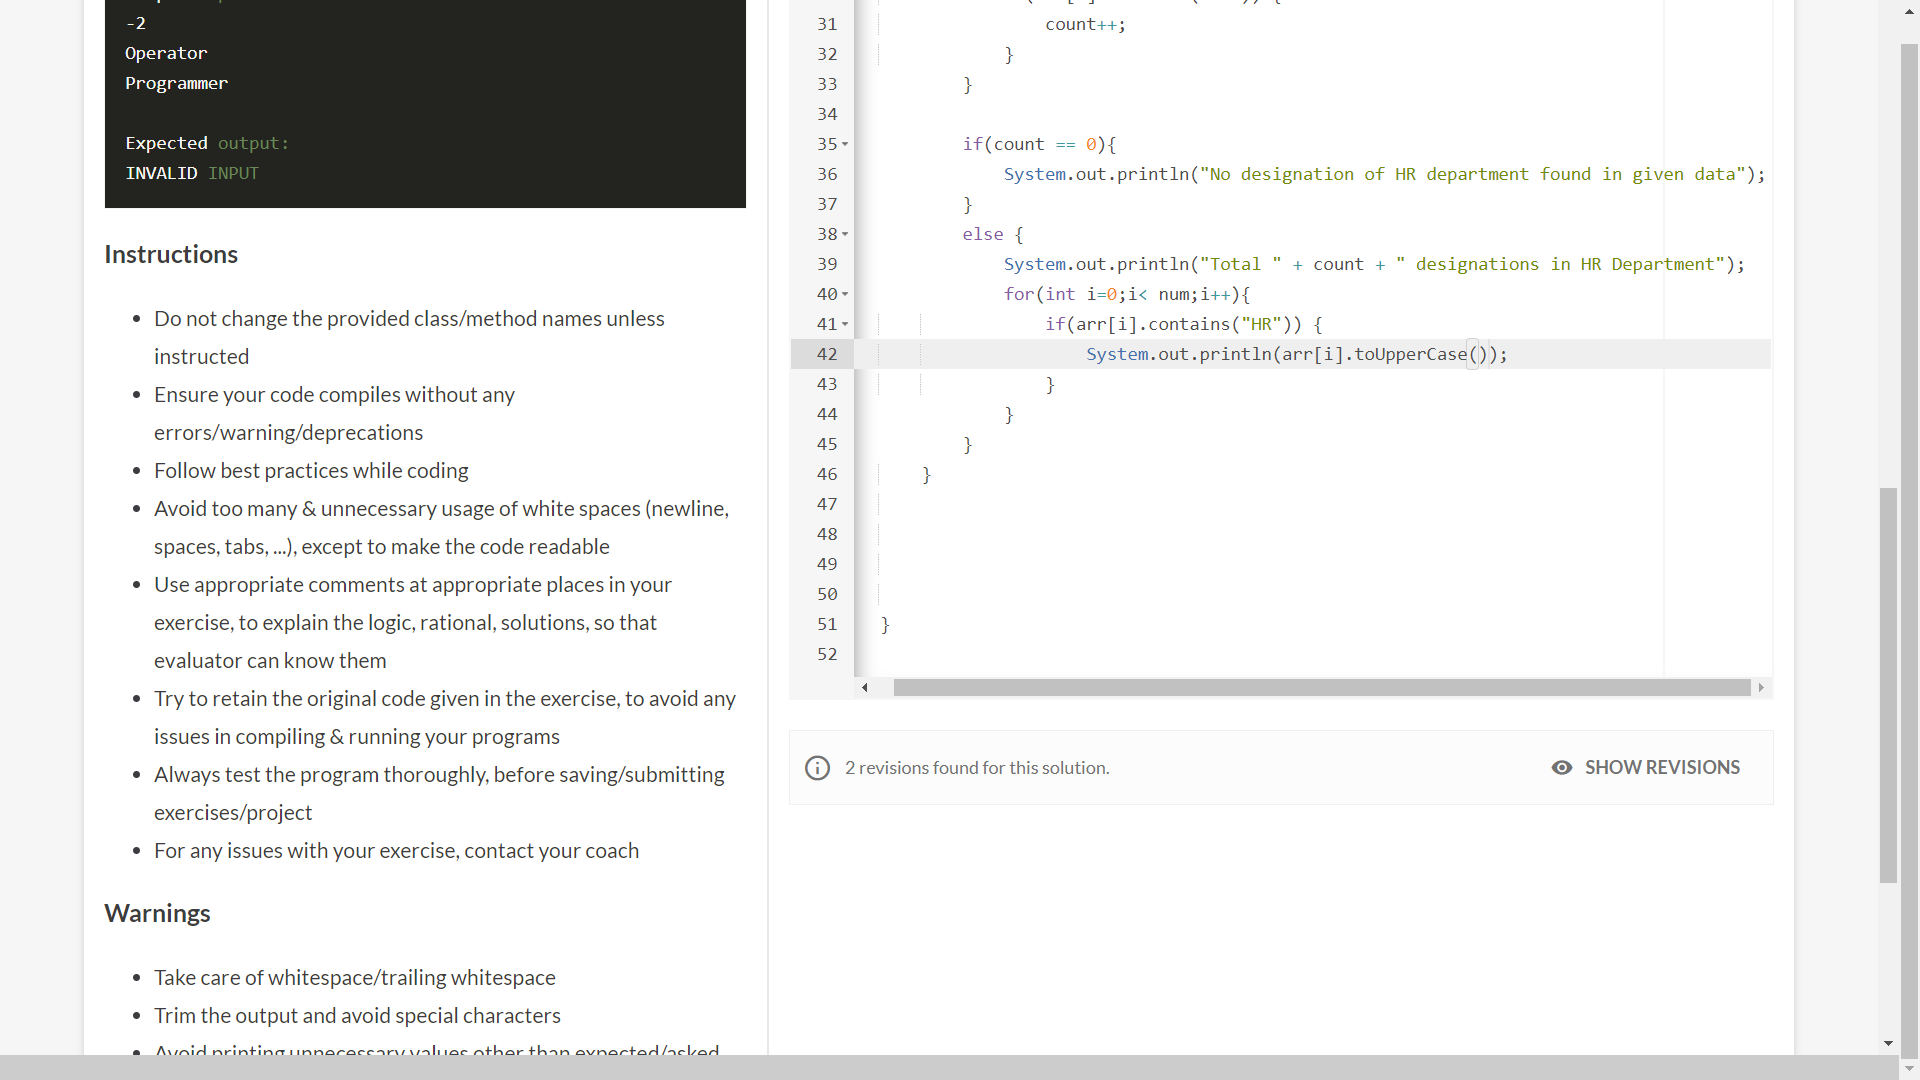 -2
Operator
Programmer
Expected output:
INVALID INPUT
Instructions
• Do not change the provided class/method names unless
instructed
• Ensure your code compiles without any
errors/warning/deprecations
• Follow best practices while coding
• Avoid too many & unnecessary usage of white spaces (newline,
spaces, tabs, ...), except to make the code readable
• Use appropriate comments at appropriate places in your
exercise, to explain the logic, rational, solutions, so that
evaluator can know them
• Try to retain the original code given in the exercise, to avoid any
issues in compiling & running your programs
• Always test the program thoroughly, before saving/submitting
exercises/project
• For any issues with your exercise, contact your coach
Warnings
• Take care of whitespace/trailing whitespace
• Trim the output and avoid special characters
• Avoid printing unnecessary values other than expected/asked
31 count++;
32 }
33 }
34
35 if(count == 0){
36 System.out.println("No designation of HR department found in given data");
37 }
38 else {
39 System.out.println("Total " + count + " designations in HR Department");
40 for(int i=0;i< num;i++){
41 if(arr[i].contains("HR")) {
42 System.out.println(arr[i].toUpperCase());
43 }
44 }
45 }
46 }
47
48
49
50
51 }
52
2 revisions found for this solution.
SHOW REVISIONS